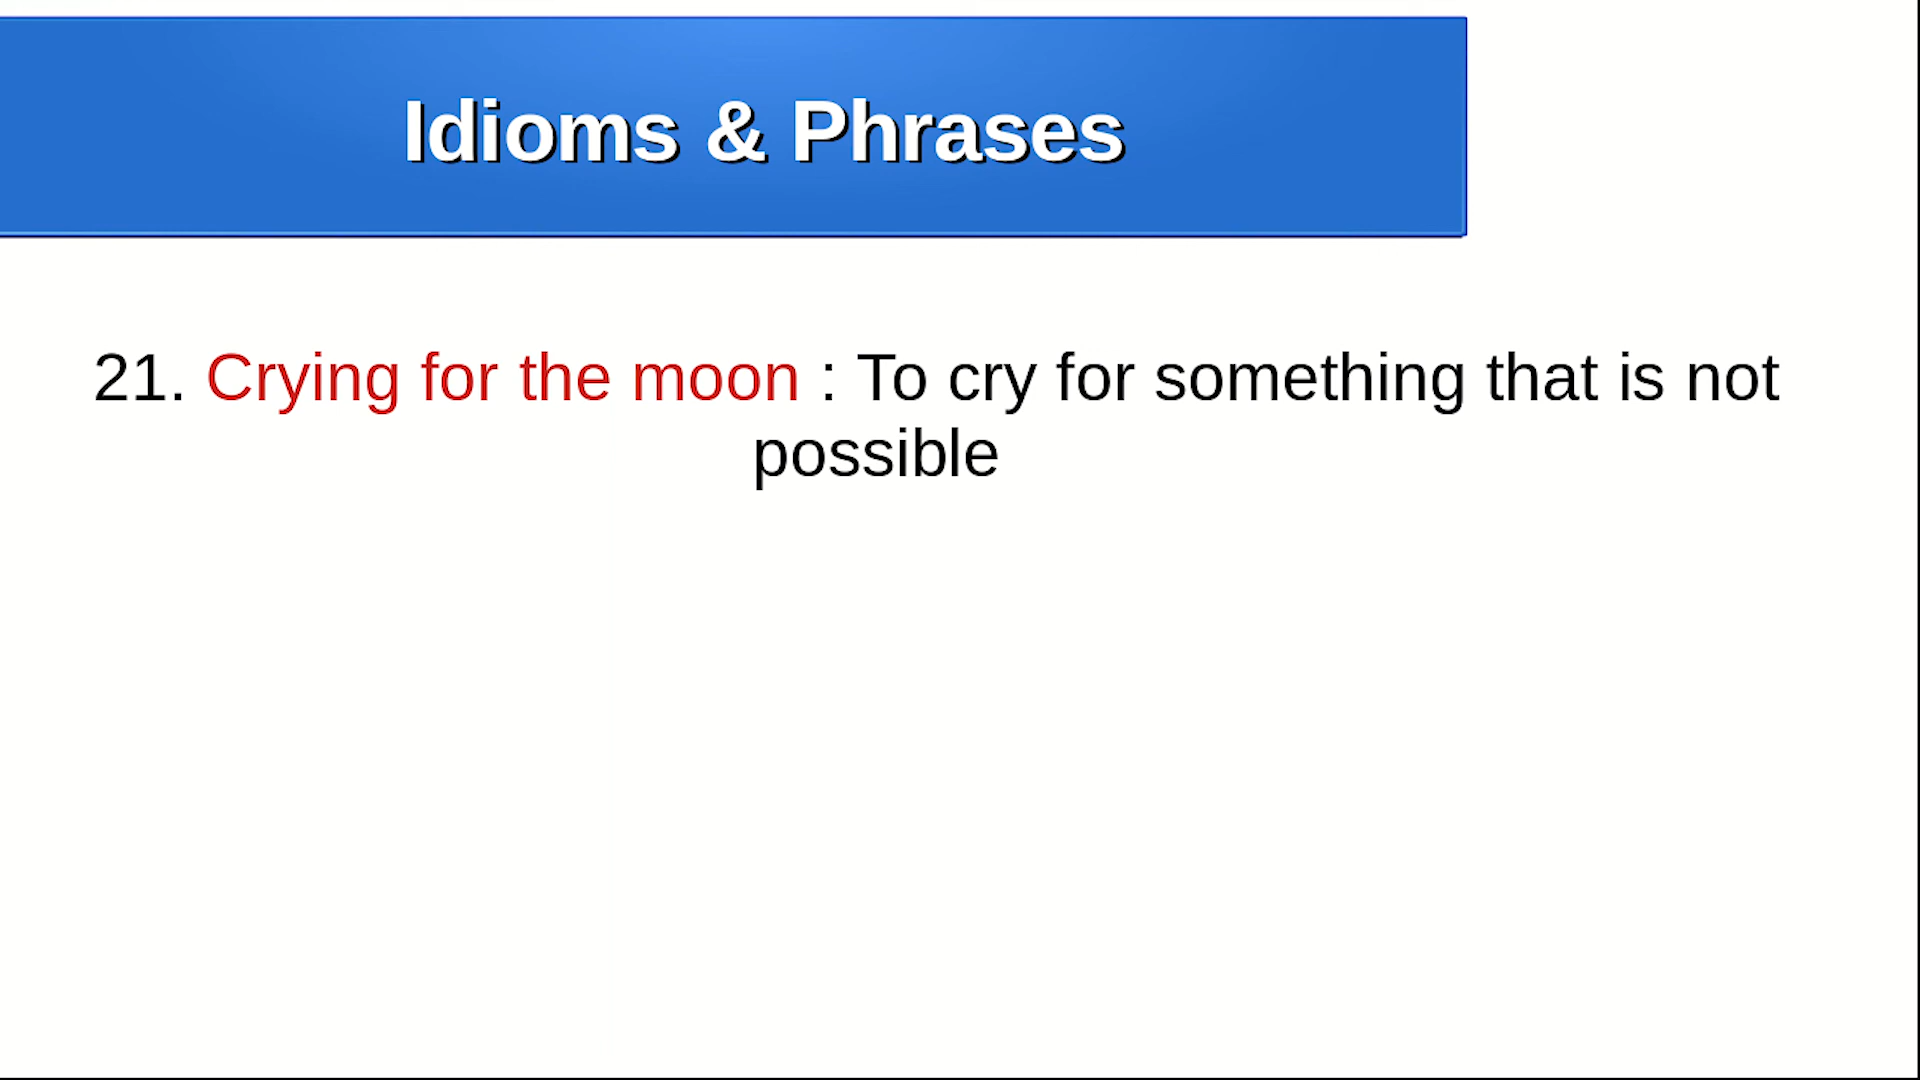 Idioms & Phrases
21. Crying for the moon : To cry for something that is not
possible